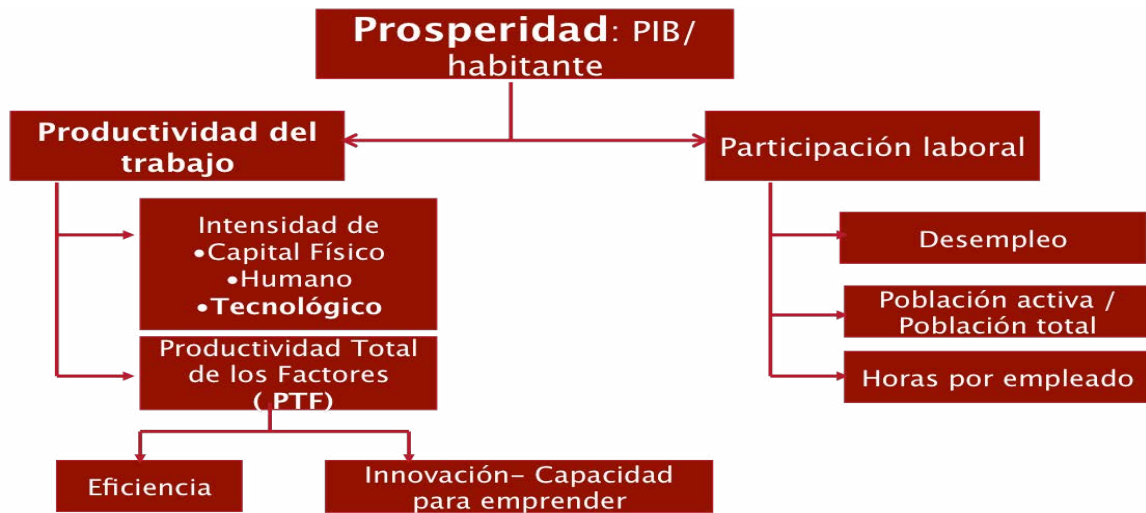 Prosperidad: PIB/
habitante
Productividad del
trabajo
Participación laboral
Intensidad de
•Capital Físico
•Humano
•Tecnológico
Desempleo
Población activa /
Población total
Productividad Total
de los Factores
( PTF)
Horas por empleado
Eficiencia
Innovación– Capacidad
para emprender